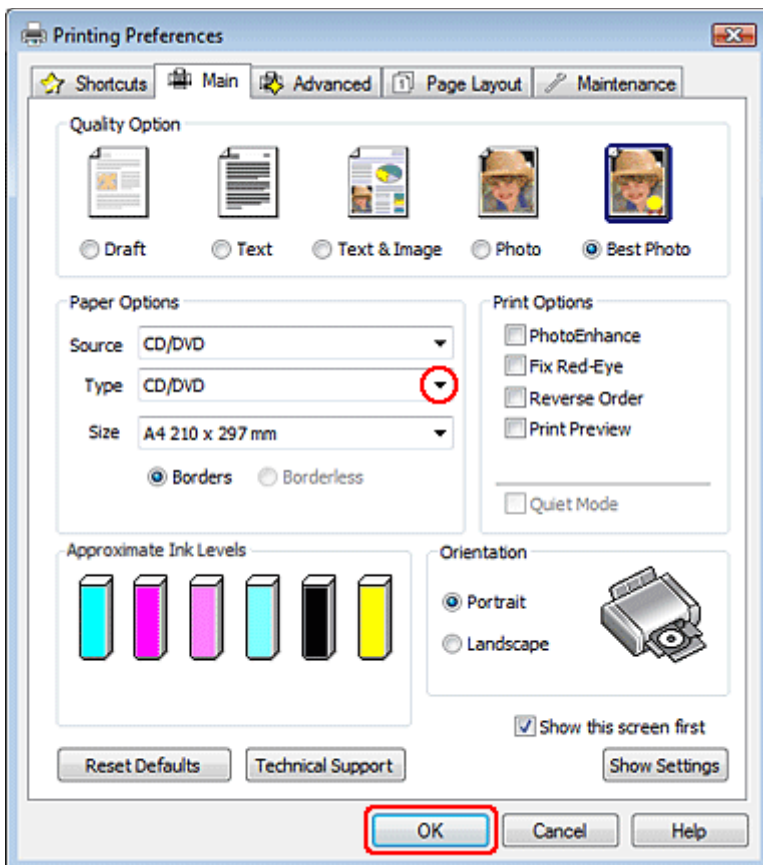 Printing Preferences
Shortcuts Main Advanced 1 Page Layout Maintenance
Quality Option
Draft Text Text & Image Photo Best Photo
Paper Options
Source CD/DVD
Type CD/DVD
Size A4 210 x 297 mm
Borders Borderless
Print Options
PhotoEnhance
Fix Red-Eye
Reverse Order
Print Preview
Quiet Mode
Approximate Ink Levels
Orientation
Portrait
Landscape
Show this screen first
Reset Defaults Technical Support Show Settings
OK Cancel Help